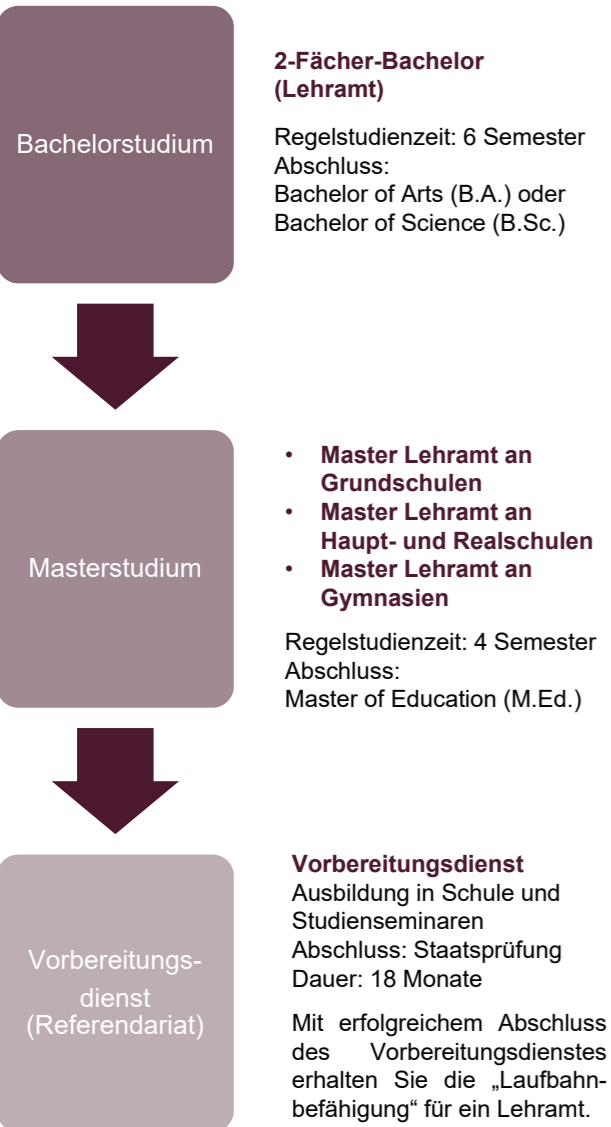 Bachelorstudium
2-Fächer-Bachelor
(Lehramt)
Regelstudienzeit: 6 Semester
Abschluss:
Bachelor of Arts (B.A.) oder
Bachelor of Science (B.Sc.)
Masterstudium
• Master Lehramt an
Grundschulen
• Master Lehramt an
Haupt- und Realschulen
• Master Lehramt an
Gymnasien
Regelstudienzeit: 4 Semester
Abschluss:
Master of Education (M.Ed.)
Vorbereitungs-
dienst
(Referendariat)
Vorbereitungsdienst
Ausbildung in Schule und
Studienseminaren
Abschluss: Staatsprüfung
Dauer: 18 Monate
Mit erfolgreichem Abschluss
des Vorbereitungsdienstes
erhalten Sie die „Laufbahn-
befähigung“ für ein Lehramt.